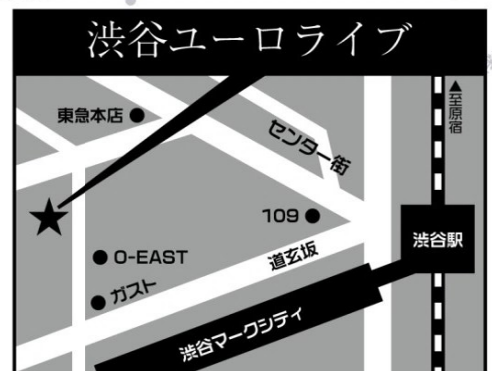 渋谷ユーロライブ
▲至原宿
東急本店
センター街
109
渋谷駅
O-EAST
道玄坂
ガスト
渋谷マークシティ